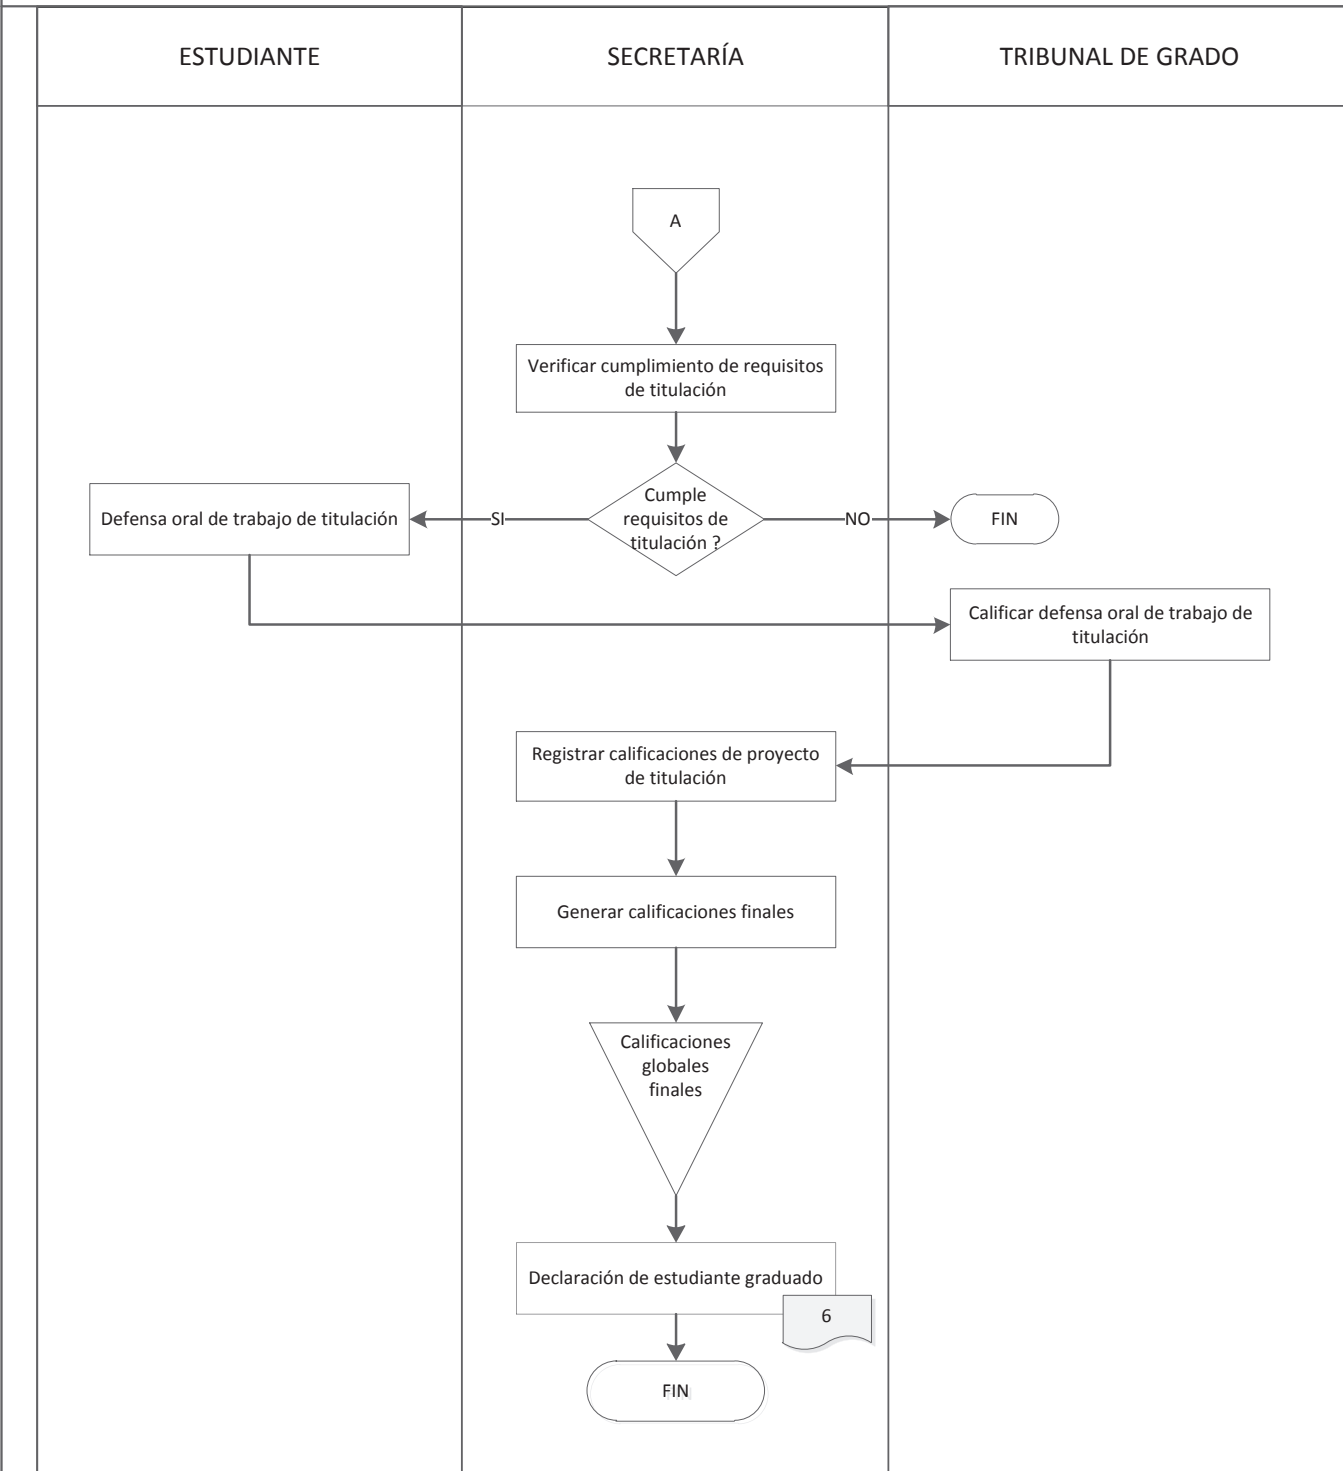 ESTUDIANTE
SECRETARÍA
TRIBUNAL DE GRADO
A
Verificar cumplimiento de requisitos
de titulación
Cumple
requisitos de
titulación ?
SI
NO
Defensa oral de trabajo de titulación
FIN
Calificar defensa oral de trabajo de
titulación
Registrar calificaciones de proyecto
de titulación
Generar calificaciones finales
Calificaciones
globales
finales
Declaración de estudiante graduado
6
FIN